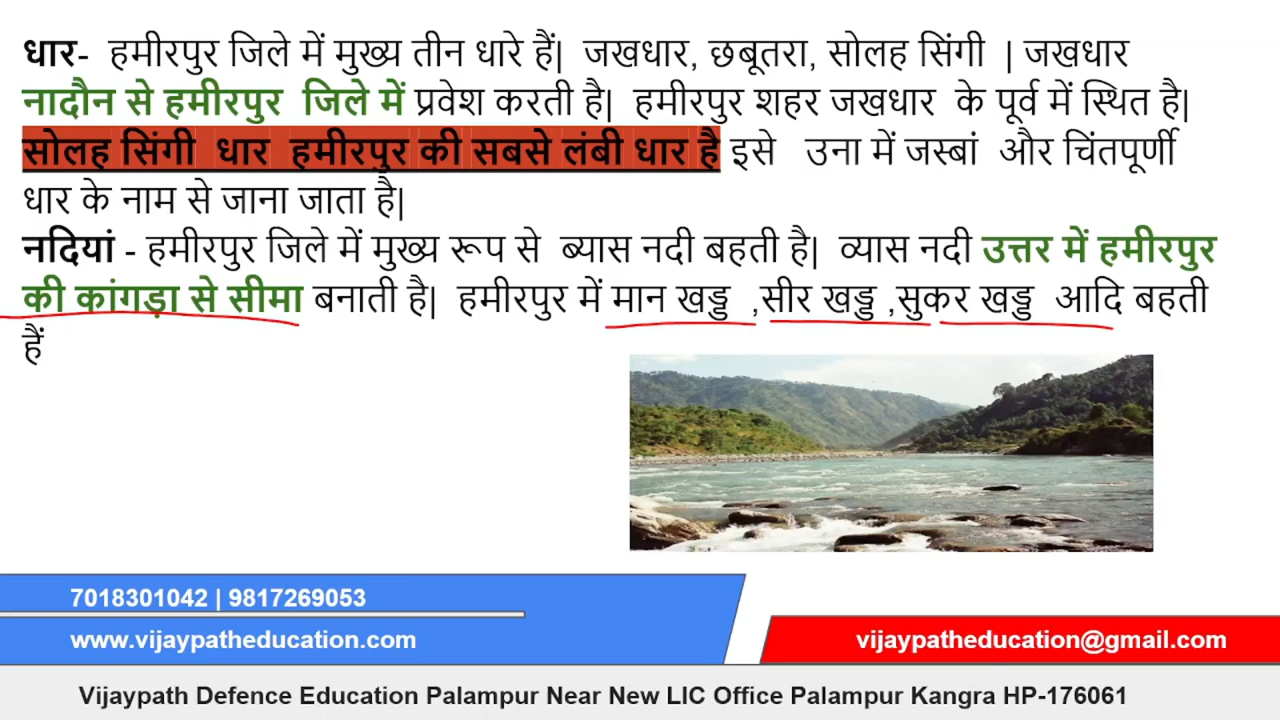 धार- हमीरपुर जिले में मुख्य तीन धारे हैं| जखधार, छबूतरा, सोलह सिंगी | जखधार
नादौन से हमीरपुर जिले में प्रवेश करती है| हमीरपुर शहर जखधार के पूर्व में स्थित है|
सोलह सिंगी धार हमीरपुर की सबसे लंबी धार है इसे उना में जस्बां और चिंतपूर्णी
धार के नाम से जाना जाता है|
नदियां - हमीरपुर जिले में मुख्य रूप से ब्यास नदी बहती है| व्यास नदी उत्तर में हमीरपुर
की कांगड़ा से सीमा बनाती है| हमीरपुर में मान खड्ड ,सीर खड्ड ,सुकर खड्ड आदि बहती
हैं
7018301042 | 9817269053
www.vijaypatheducation.com
vijaypatheducation@gmail.com
Vijaypath Defence Education Palampur Near New LIC Office Palampur Kangra HP-176061